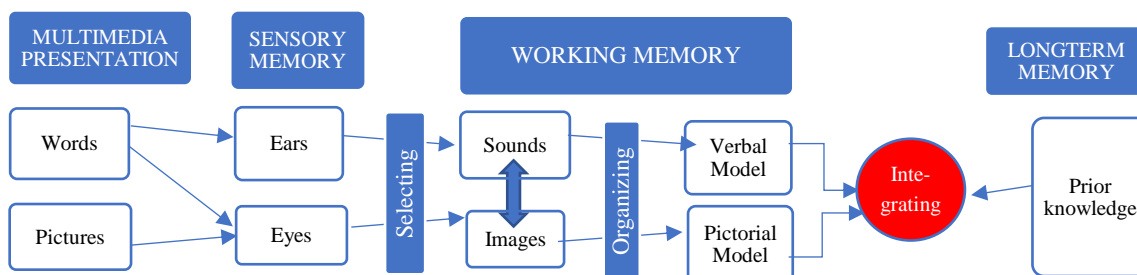 MULTIMEDIA
PRESENTATION
SENSORY
MEMORY
WORKING MEMORY
LONGTERM
MEMORY
Words
Ears
Selecting
Sounds
Organizing
Verbal
Model
Inte-
grating
Prior
knowledge
Pictures
Eyes
Images
Pictorial
Model